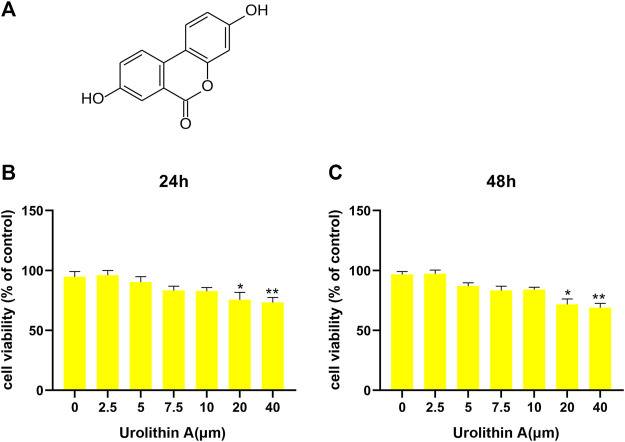 A
OH
O
HO
O
B
24h
cell viability (% of control)
150
100
50
0
*
**
0 2.5 5 7.5 10 20 40
Urolithin A(μm)
C
48h
cell viability (% of control)
150
100
50
0
*
**
0 2.5 5 7.5 10 20 40
Urolithin A(μm)